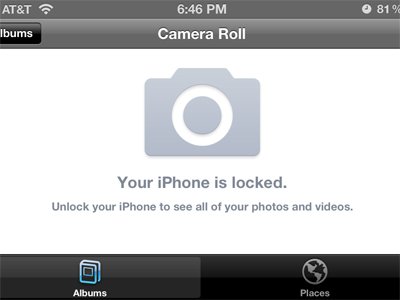 AT&T 6:46 PM 81%
lbums Camera Roll
Your iPhone is locked.
Unlock your iPhone to see all of your photos and videos.
Albums Places